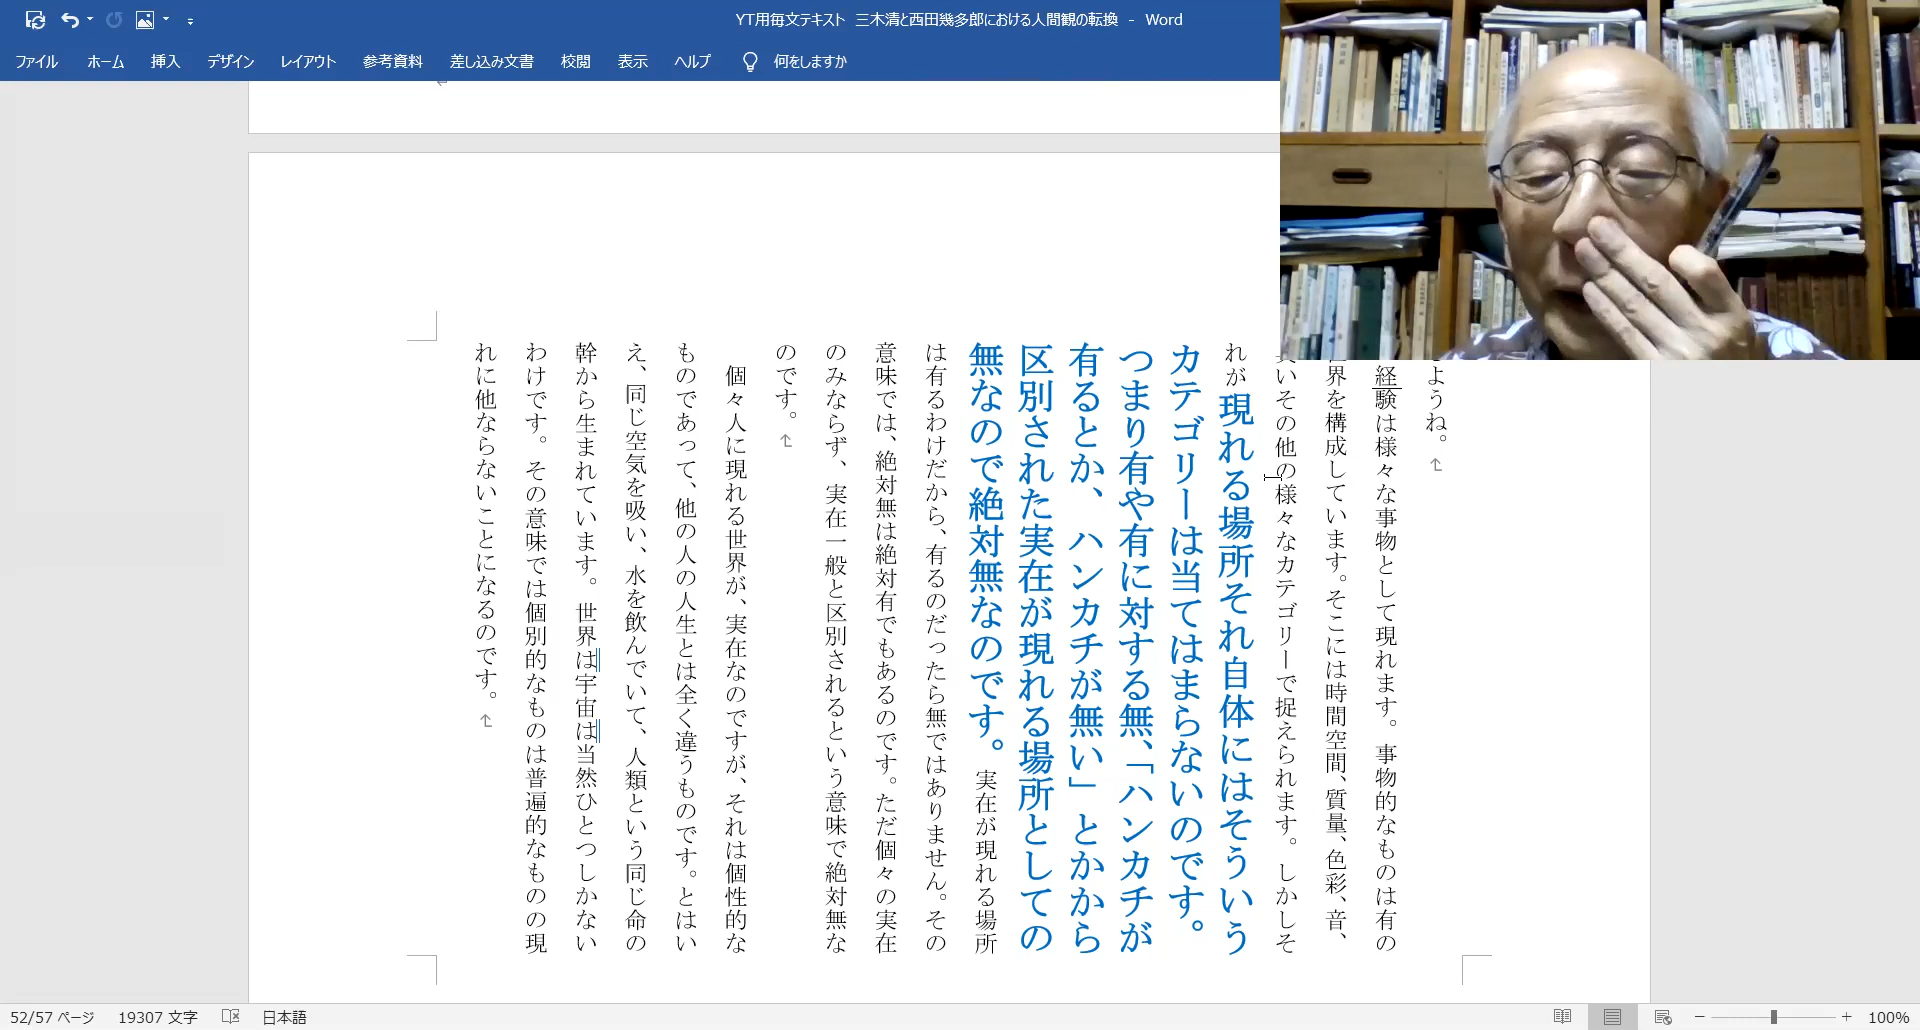 YT用毎文テキスト 三木清と西田幾多郎における人間観の転換 - Word
ファイル ホーム 挿入 デザイン レイアウト 参考資料 差し込み文書 校閲 表示 ヘルプ 何をしますか
ようね。
経験は様々な事物として現れます。事物的なものは有の
界を構成しています。そこには時間空間、質量、色彩、音、
いその他の様々なカテゴリーで捉えられます。しかしそ
れが現れる場所それ自体にはそういう
カテゴリーは当てはまらないのです。
つまり有や有に対する無、「ハンカチが
有るとか、ハンカチが無い」とかから
区別された実在が現れる場所としての
無なので絶対無なのです。実在が現れる場所
は有るわけだから、有るのだったら無ではありません。その
意味では、絶対無は絶対有でもあるのです。ただ個々の実在
のみならず、実在一般と区別されるという意味で絶対無な
のです。
個々人に現れる世界が、実在なのですが、それは個性的な
ものであって、他の人の人生とは全く違うものです。とはい
え、同じ空気を吸い、水を飲んでいて、人類という同じ命の
幹から生まれています。世界は宇宙は当然ひとつしかない
わけです。その意味では個別的なものは普遍的なものの現
れに他ならないことになるのです。
52/57 ページ 19307 文字 日本語 100%